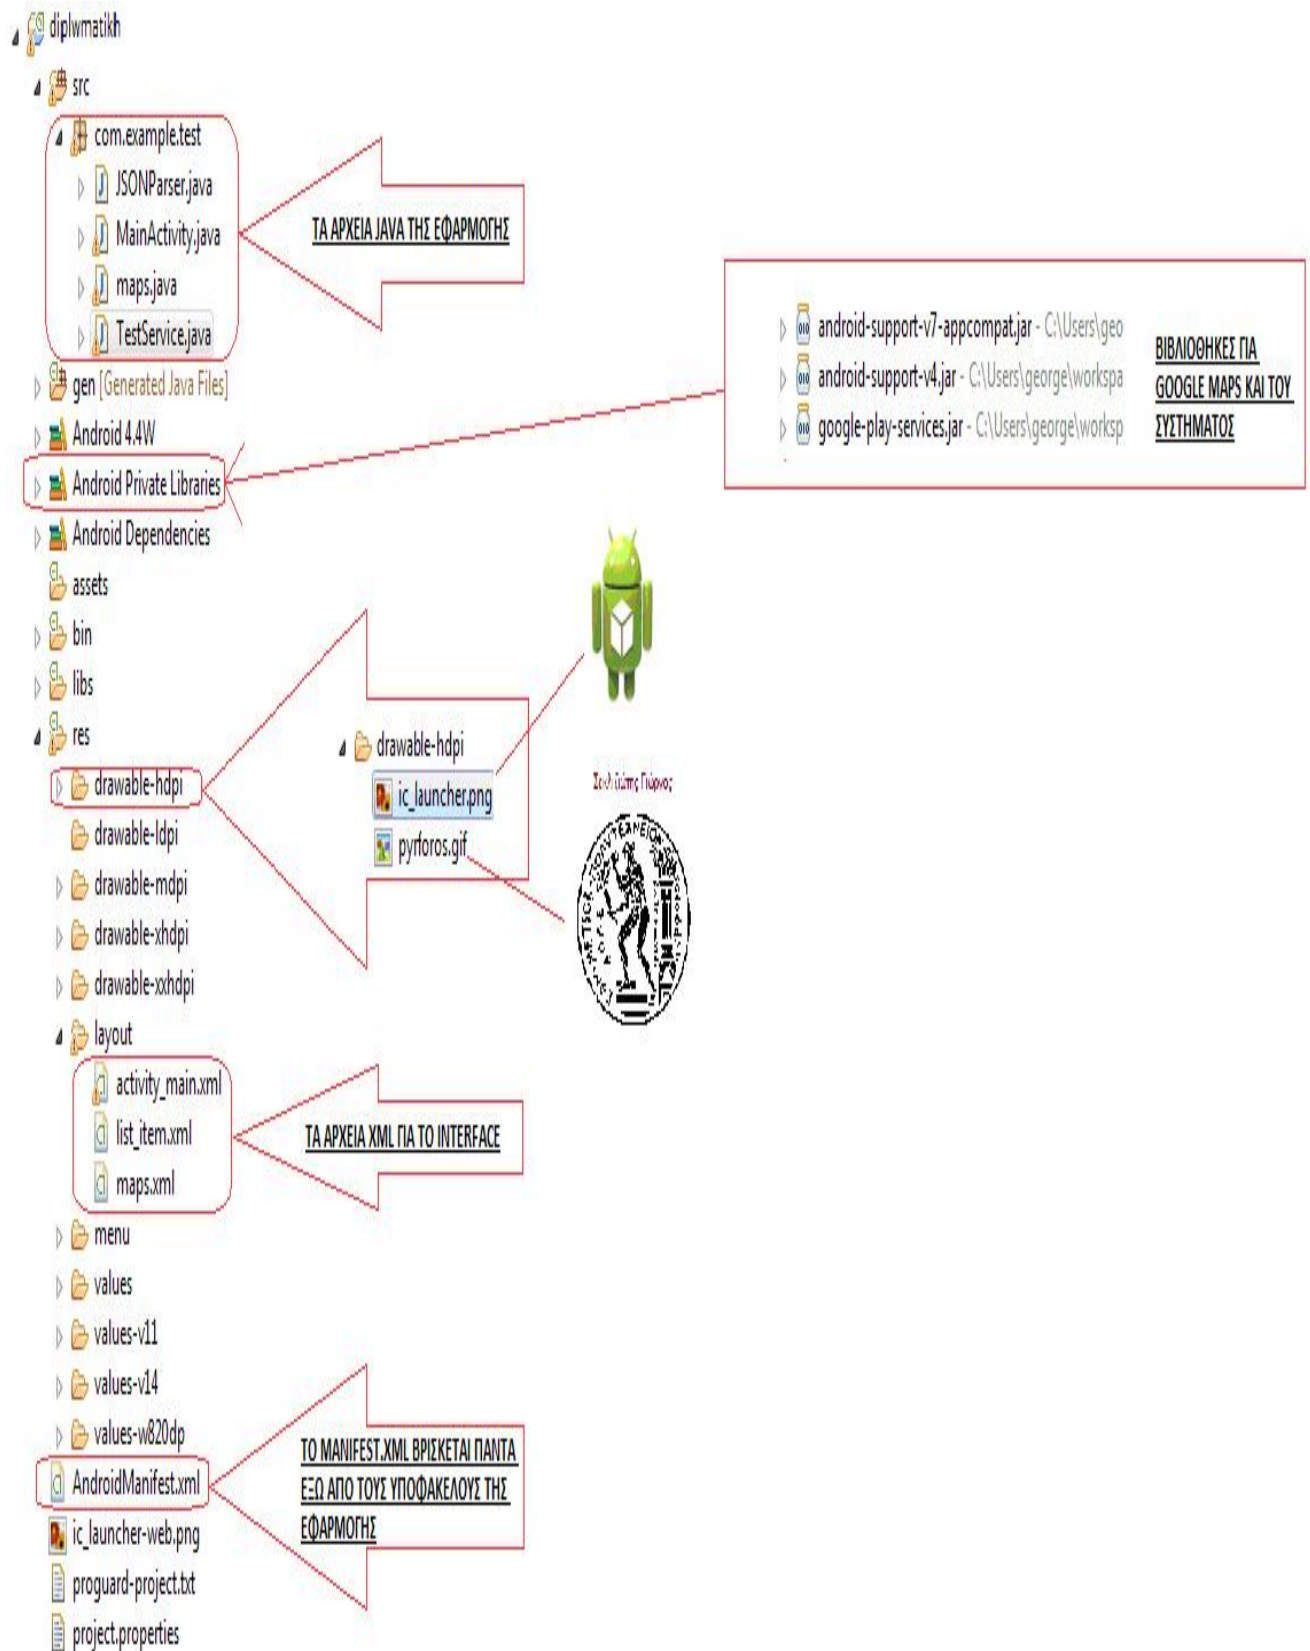 diplwmatikh
src
com.example.test
JSONParser.java
MainActivity.java
maps.java
TestService.java
ΤΑ ΑΡΧΕΙΑ JAVA ΤΗΣ ΕΦΑΡΜΟΓΗΣ
gen [Generated Java Files]
Android 4.4W
Android Private Libraries
Android Dependencies
android-support-v7-appcompat.jar - C:\Users\geo
android-support-v4.jar - C:\Users\george\workspa
google-play-services.jar - C:\Users\george\worksp
ΒΙΒΛΙΟΘΗΚΕΣ ΓΙΑ
GOOGLE MAPS ΚΑΙ ΤΟΥ
ΣΥΣΤΗΜΑΤΟΣ
assets
bin
libs
res
drawable-hdpi
drawable-ldpi
drawable-mdpi
drawable-xhdpi
drawable-xxhdpi
drawable-hdpi
ic_launcher.png
pyrforos.gif
Γιώργος
layout
activity_main.xml
list_item.xml
maps.xml
ΤΑ ΑΡΧΕΙΑ XML ΓΙΑ ΤΟ INTERFACE
menu
values
values-v11
values-v14
values-w820dp
AndroidManifest.xml
ic_launcher-web.png
proguard-project.txt
project.properties
ΤΟ MANIFEST.XML ΒΡΙΣΚΕΤΑΙ ΠΑΝΤΑ
ΕΞΩ ΑΠΟ ΤΟΥΣ ΥΠΟΦΑΚΕΛΟΥΣ ΤΗΣ
ΕΦΑΡΜΟΓΗΣ